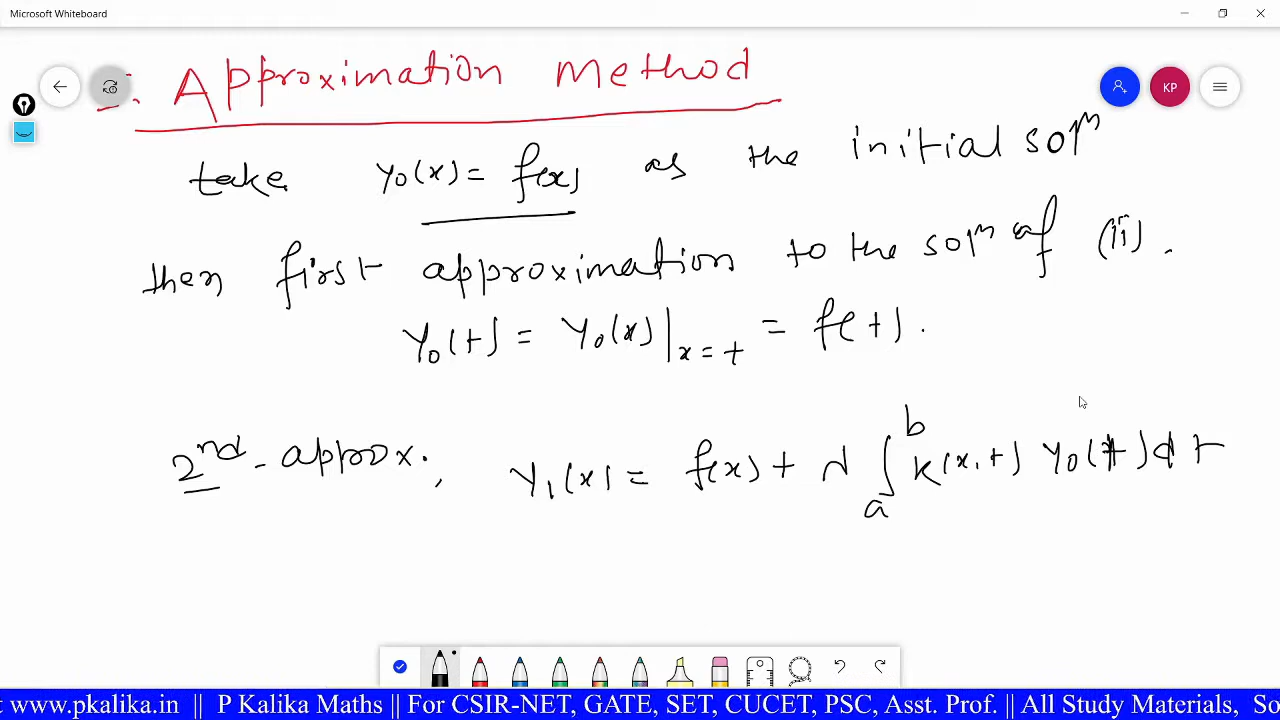 Microsoft Whiteboard
Approximation Method
KP
take y₀(x) = f(x) as the initial solⁿ
then first approximation to the solⁿ of (ii).
y₀(t) = y₀(x)|ₓ₌ₜ = f(t).
2nd - approx. , y₁(x) = f(x) + λ ∫ₐᵇ k(x,t) y₀(t)dt
www.pkalika.in || P Kalika Maths || For CSIR-NET, GATE, SET, CUCET, PSC, Asst. Prof. || All Study Materials, So